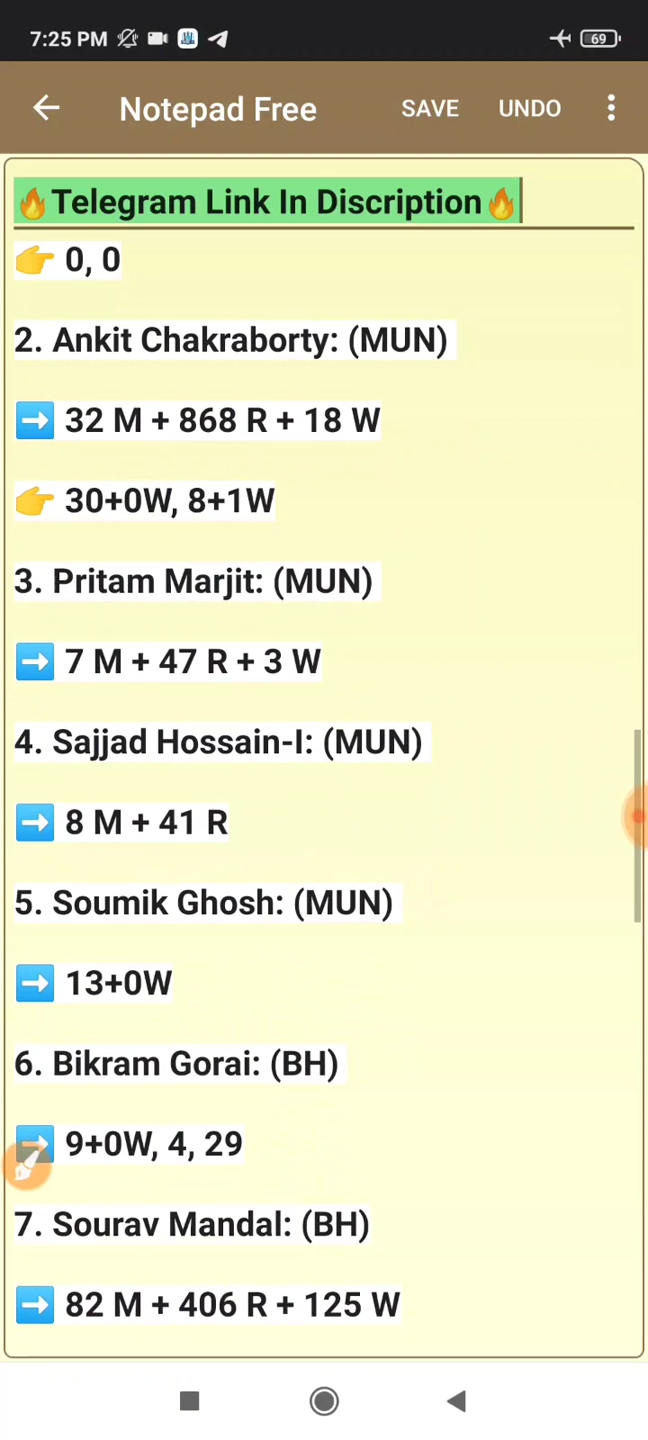 7:25 PM 69
Notepad Free SAVE UNDO
🔥Telegram Link In Discription🔥
👉 0, 0
2. Ankit Chakraborty: (MUN)
➡️ 32 M + 868 R + 18 W
👉 30+0W, 8+1W
3. Pritam Marjit: (MUN)
➡️ 7 M + 47 R + 3 W
4. Sajjad Hossain-I: (MUN)
➡️ 8 M + 41 R
5. Soumik Ghosh: (MUN)
➡️ 13+0W
6. Bikram Gorai: (BH)
➡️ 9+0W, 4, 29
7. Sourav Mandal: (BH)
➡️ 82 M + 406 R + 125 W